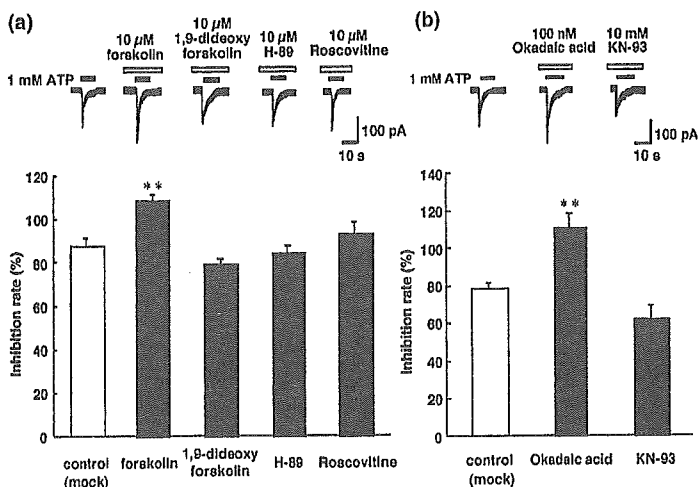 (a)
10 μM
forskolin
10 μM
1,9-dideoxy
forskolin
10 μM
H-89
10 μM
Roscovitine
1 mM ATP
100 pA
10 s
Inhibition rate (%)
120
100
80
60
40
20
0
**
control
(mock)
forskolin
1,9-dideoxy
forskolin
H-89
Roscovitine
(b)
100 nM
Okadaic acid
10 mM
KN-93
1 mM ATP
100 pA
10 s
Inhibition rate (%)
140
120
100
80
60
40
20
0
**
control
(mock)
Okadaic acid
KN-93